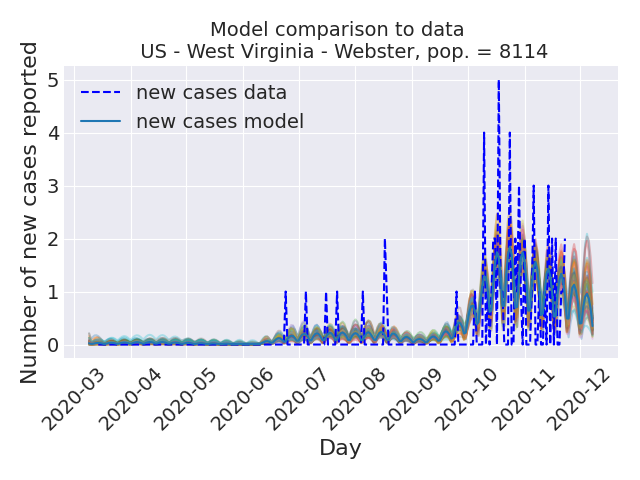 Model comparison to data
US - West Virginia - Webster, pop. = 8114
Number of new cases reported
5
4
3
2
1
0
new cases data
new cases model
2020-03
2020-04
2020-05
2020-06
2020-07
2020-08
2020-09
2020-10
2020-11
2020-12
Day